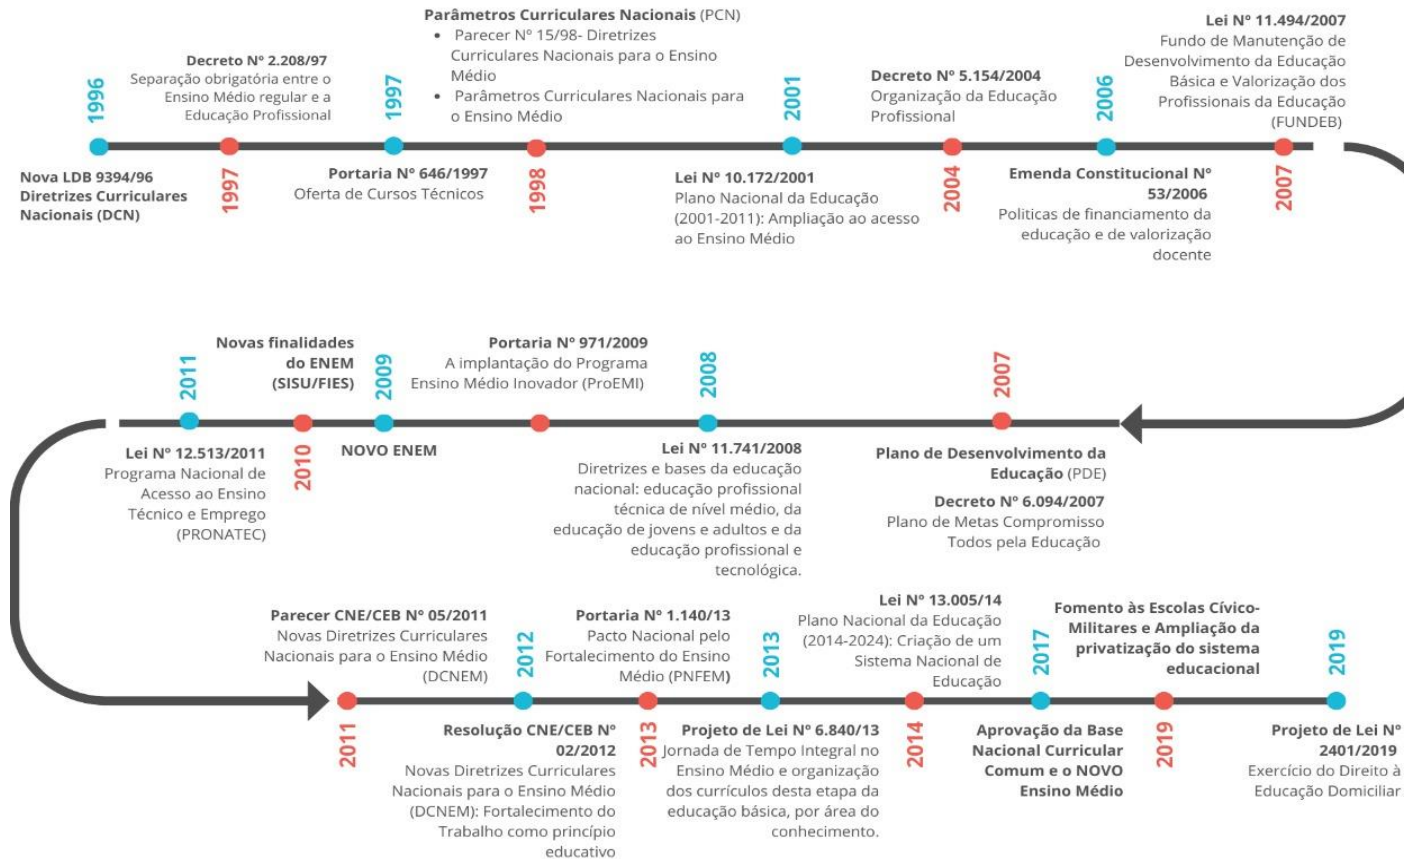 1996
Nova LDB 9394/96
Diretrizes Curriculares
Nacionais (DCN)
Decreto Nº 2.208/97
Separação obrigatória entre o
Ensino Médio regular e a
Educação Profissional
1997
1997
Portaria Nº 646/1997
Oferta de Cursos Técnicos
Parâmetros Curriculares Nacionais (PCN)
• Parecer Nº 15/98- Diretrizes
Curriculares Nacionais para o Ensino
Médio
• Parâmetros Curriculares Nacionais para
o Ensino Médio
1998
2001
Lei Nº 10.172/2001
Plano Nacional da Educação
(2001-2011): Ampliação ao acesso
ao Ensino Médio
Decreto Nº 5.154/2004
Organização da Educação
Profissional
2004
2006
Emenda Constitucional Nº
53/2006
Politicas de financiamento da
educação e de valorização
docente
Lei Nº 11.494/2007
Fundo de Manutenção de
Desenvolvimento da Educação
Básica e Valorização dos
Profissionais da Educação
(FUNDEB)
2007
2007
Plano de Desenvolvimento da
Educação (PDE)
Decreto Nº 6.094/2007
Plano de Metas Compromisso
Todos pela Educação
2008
Lei Nº 11.741/2008
Diretrizes e bases da educação
nacional: educação profissional
técnica de nível médio, da
educação de jovens e adultos e da
educação profissional e
tecnológica.
Portaria Nº 971/2009
A implantação do Programa
Ensino Médio Inovador (ProEMI)
2009
NOVO ENEM
Novas finalidades
do ENEM
(SISU/FIES)
2010
2011
Lei Nº 12.513/2011
Programa Nacional de
Acesso ao Ensino
Técnico e Emprego
(PRONATEC)
Parecer CNE/CEB Nº 05/2011
Novas Diretrizes Curriculares
Nacionais para o Ensino Médio
(DCNEM)
2011
2012
Resolução CNE/CEB Nº
02/2012
Novas Diretrizes Curriculares
Nacionais para o Ensino Médio
(DCNEM): Fortalecimento do
Trabalho como princípio
educativo
Portaria Nº 1.140/13
Pacto Nacional pelo
Fortalecimento do Ensino
Médio (PNFEM)
2013
2013
Projeto de Lei Nº 6.840/13
Jornada de Tempo Integral no
Ensino Médio e organização
dos currículos desta etapa da
educação básica, por área do
conhecimento.
Lei Nº 13.005/14
Plano Nacional da Educação
(2014-2024): Criação de um
Sistema Nacional de
Educação
2014
2017
Aprovação da Base
Nacional Curricular
Comum e o NOVO
Ensino Médio
Fomento às Escolas Cívico-
Militares e Ampliação da
privatização do sistema
educacional
2019
2019
Projeto de Lei Nº
2401/2019
Exercício do Direito à
Educação Domiciliar